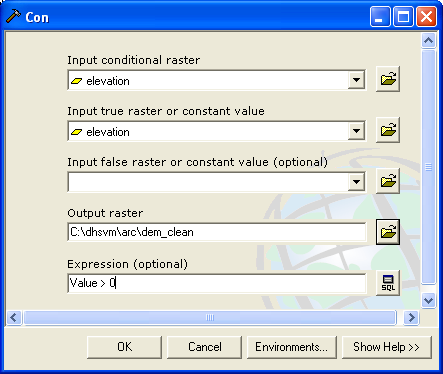 Con
Input conditional raster
elevation
Input true raster or constant value
elevation
Input false raster or constant value (optional)
Output raster
C:\dhsvm\arc\dem_clean
Expression (optional)
Value > 0
SQL
OK
Cancel
Environments...
Show Help >>